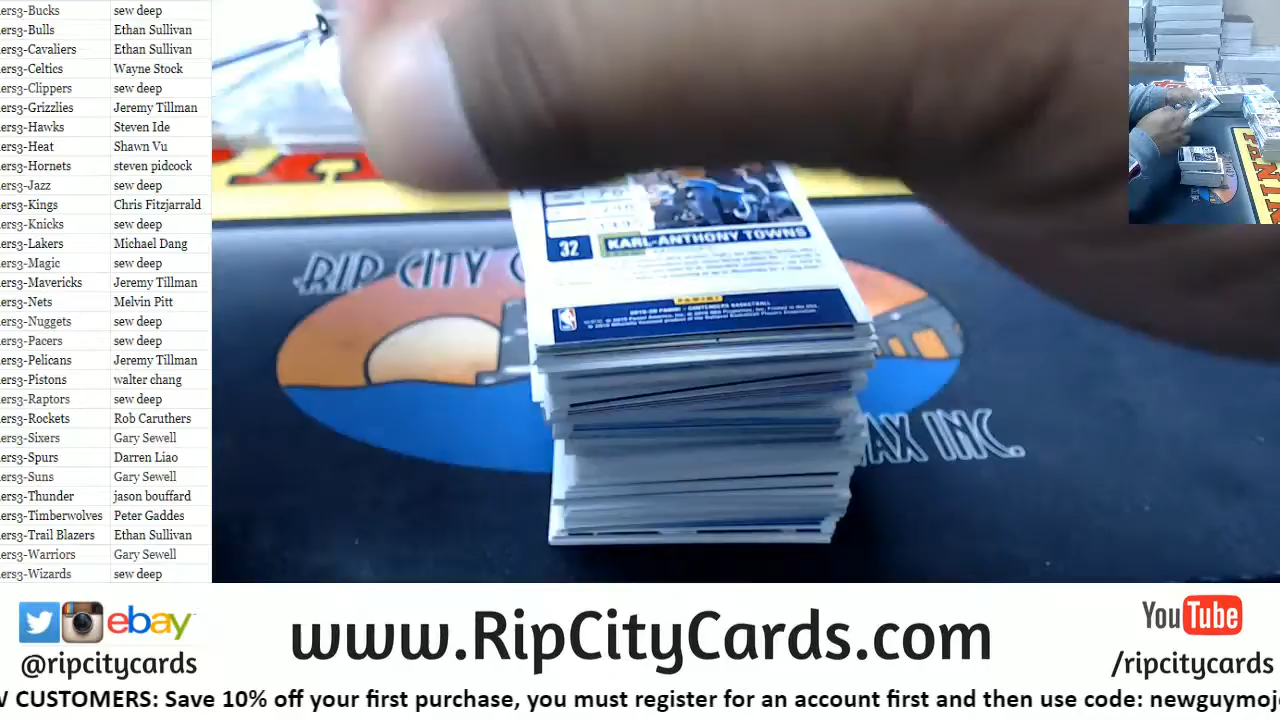 ers3-Bucks sew deep
ers3-Bulls Ethan Sullivan
ers3-Cavaliers Ethan Sullivan
ers3-Celtics Wayne Stock
ers3-Clippers sew deep
ers3-Grizzlies Jeremy Tillman
ers3-Hawks Steven Ide
ers3-Heat Shawn Vu
ers3-Hornets steven pidcock
ers3-Jazz sew deep
ers3-Kings Chris Fitzjarrald
ers3-Knicks sew deep
ers3-Lakers Michael Dang
ers3-Magic sew deep
ers3-Mavericks Jeremy Tillman
ers3-Nets Melvin Pitt
ers3-Nuggets sew deep
ers3-Pacers sew deep
ers3-Pelicans Jeremy Tillman
ers3-Pistons walter chang
ers3-Raptors sew deep
ers3-Rockets Rob Caruthers
ers3-Sixers Gary Sewell
ers3-Spurs Darren Liao
ers3-Suns Gary Sewell
ers3-Thunder jason bouffard
ers3-Timberwolves Peter Gaddes
ers3-Trail Blazers Ethan Sullivan
ers3-Warriors Gary Sewell
ers3-Wizards sew deep
32 KARL-ANTHONY TOWNS
PANINI
RIP CITY
AX INC.
ebay
@ripcitycards
www.RipCityCards.com
YouTube
/ripcitycards
W CUSTOMERS: Save 10% off your first purchase, you must register for an account first and then use code: newguymojo